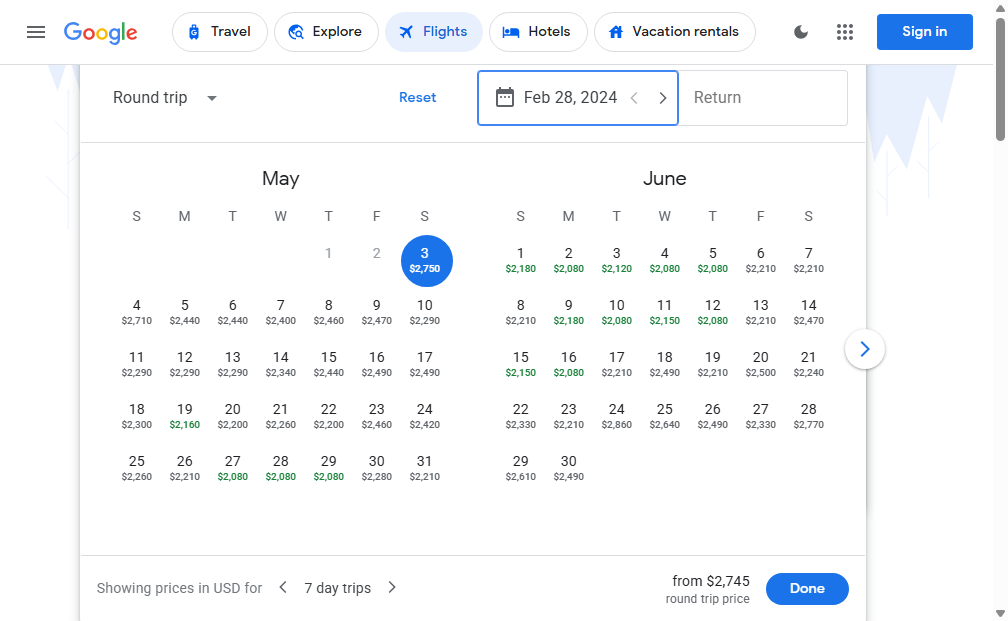 Google Travel Explore Flights Hotels Vacation rentals Sign in
Round trip Reset Feb 28, 2024 Return
May June
S M T W T F S S M T W T F S
1 2 3 1 2 3 4 5 6 7
$2,750 $2,180 $2,080 $2,120 $2,080 $2,080 $2,210 $2,210
4 5 6 7 8 9 10 8 9 10 11 12 13 14
$2,710 $2,440 $2,440 $2,400 $2,460 $2,470 $2,290 $2,210 $2,180 $2,080 $2,150 $2,080 $2,210 $2,470
11 12 13 14 15 16 17 15 16 17 18 19 20 21
$2,290 $2,290 $2,290 $2,340 $2,440 $2,490 $2,490 $2,150 $2,080 $2,210 $2,490 $2,210 $2,500 $2,240
18 19 20 21 22 23 24 22 23 24 25 26 27 28
$2,300 $2,160 $2,200 $2,260 $2,200 $2,460 $2,420 $2,330 $2,210 $2,860 $2,640 $2,490 $2,330 $2,770
25 26 27 28 29 30 31 29 30
$2,260 $2,210 $2,080 $2,080 $2,080 $2,280 $2,210 $2,610 $2,490
Showing prices in USD for 7 day trips from $2,745 Done
round trip price